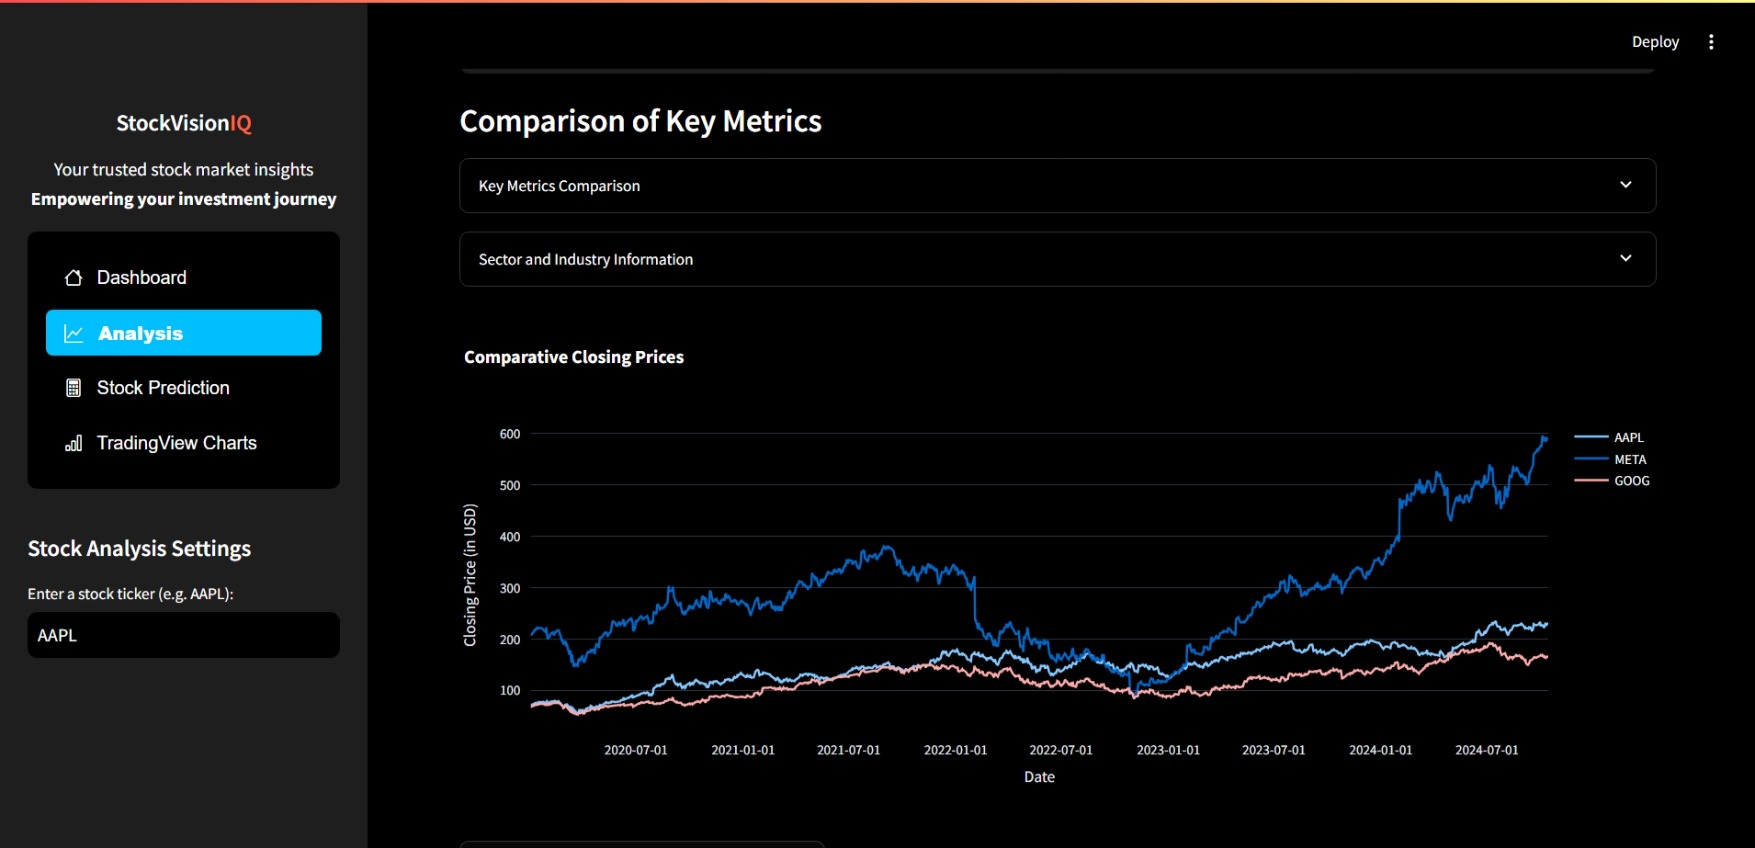 Deploy
StockVisionIQ
Your trusted stock market insights
Empowering your investment journey
Dashboard
Analysis
Stock Prediction
TradingView Charts
Stock Analysis Settings
Enter a stock ticker (e.g. AAPL):
AAPL
Comparison of Key Metrics
Key Metrics Comparison
Sector and Industry Information
Comparative Closing Prices
Closing Price (in USD)
600
500
400
300
200
100
2020-07-01
2021-01-01
2021-07-01
2022-01-01
2022-07-01
2023-01-01
2023-07-01
2024-01-01
2024-07-01
Date
AAPL
META
GOOG